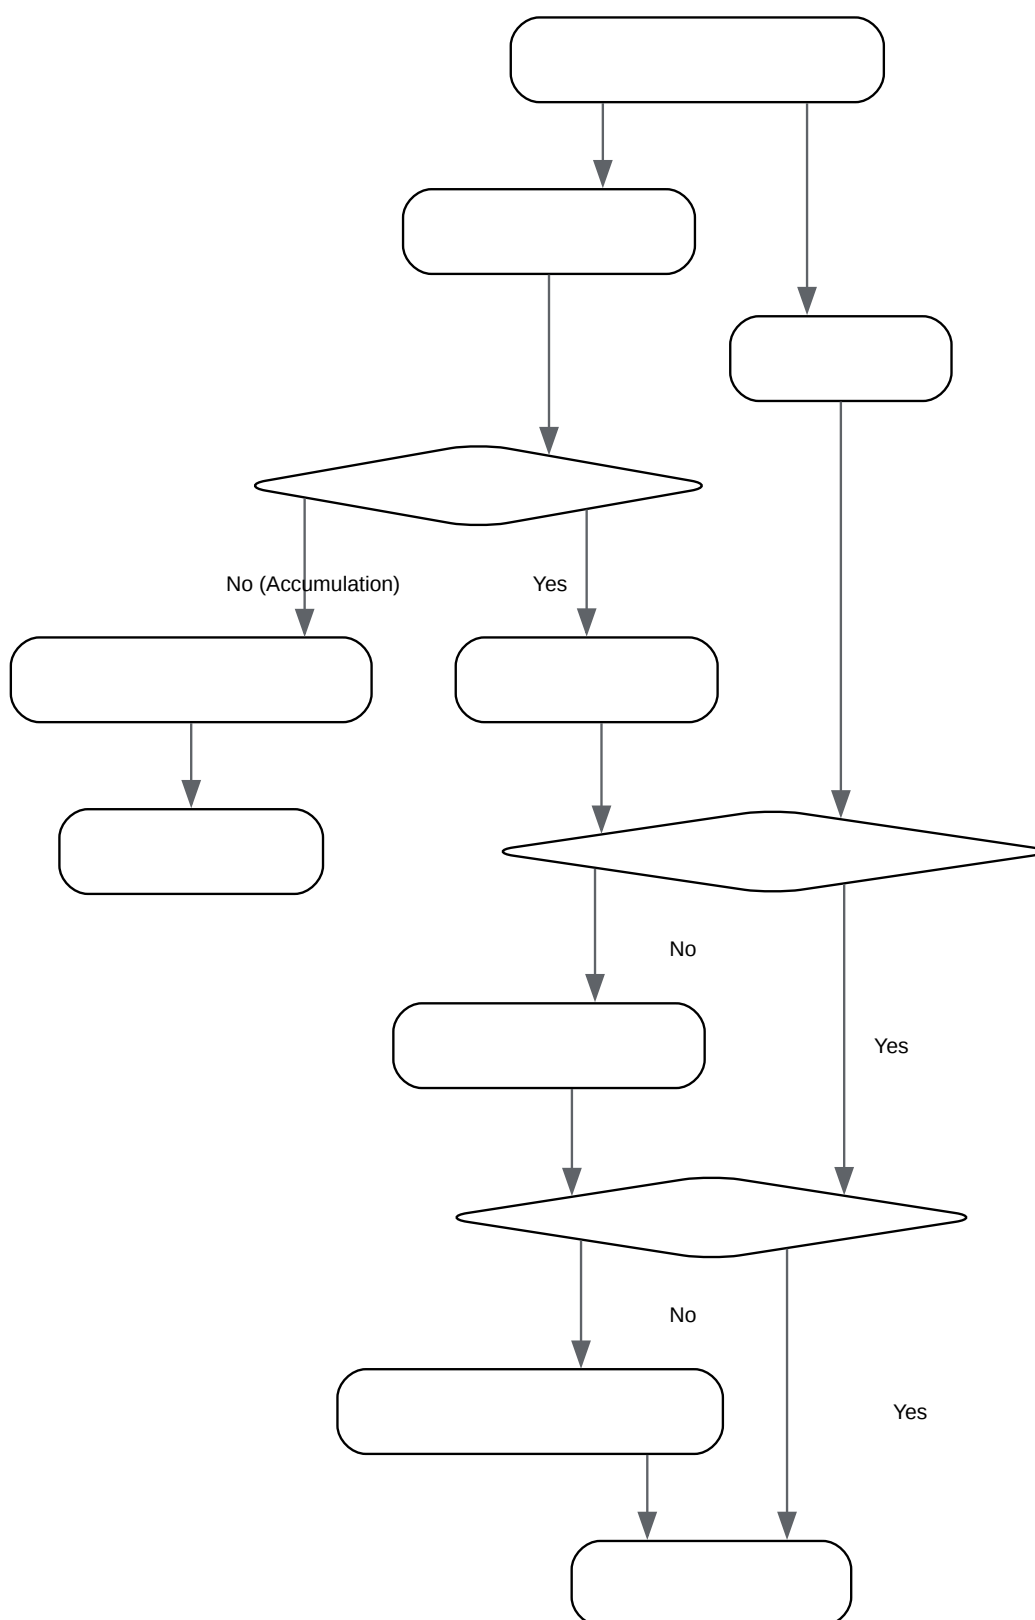 No (Accumulation)
Yes
No
Yes
No
Yes